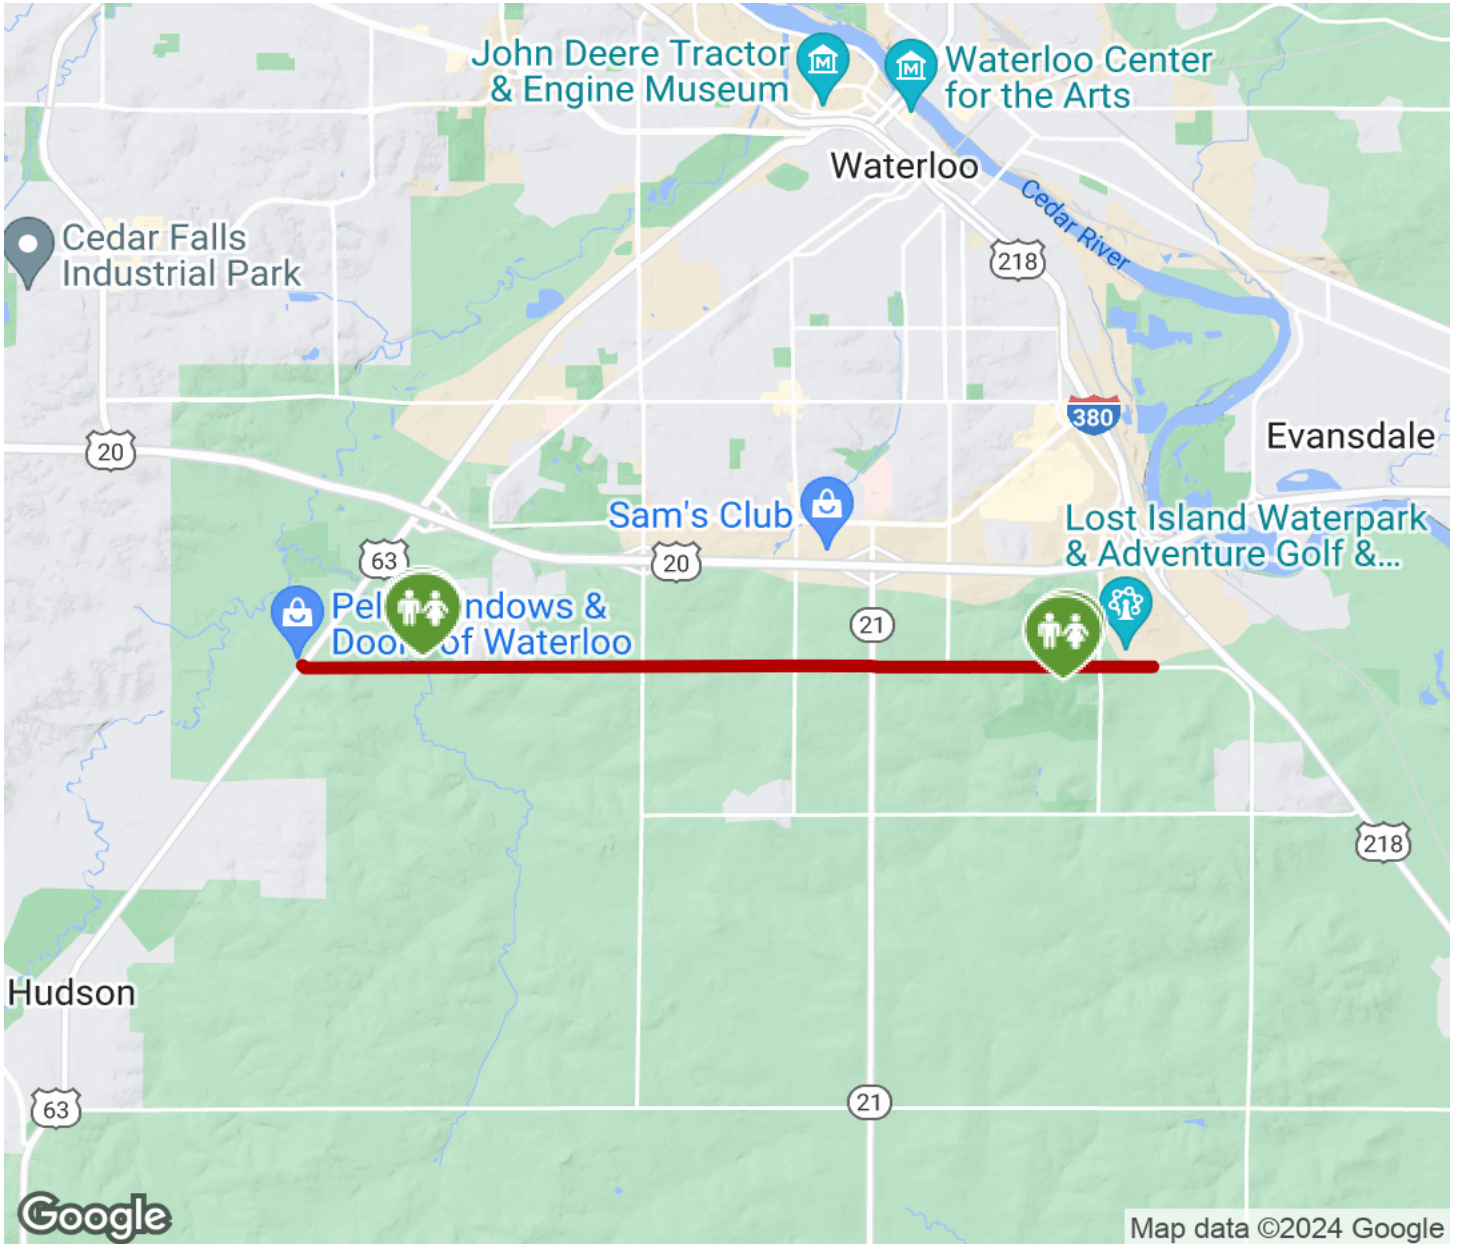 John Deere Tractor
& Engine Museum
Waterloo Center
for the Arts
Waterloo
Cedar River
218
Cedar Falls
Industrial Park
380
Evansdale
20
Sam's Club
Lost Island Waterpark
& Adventure Golf &...
63
20
21
of Waterloo
218
Hudson
63
21
Google
Map data ©2024 Google